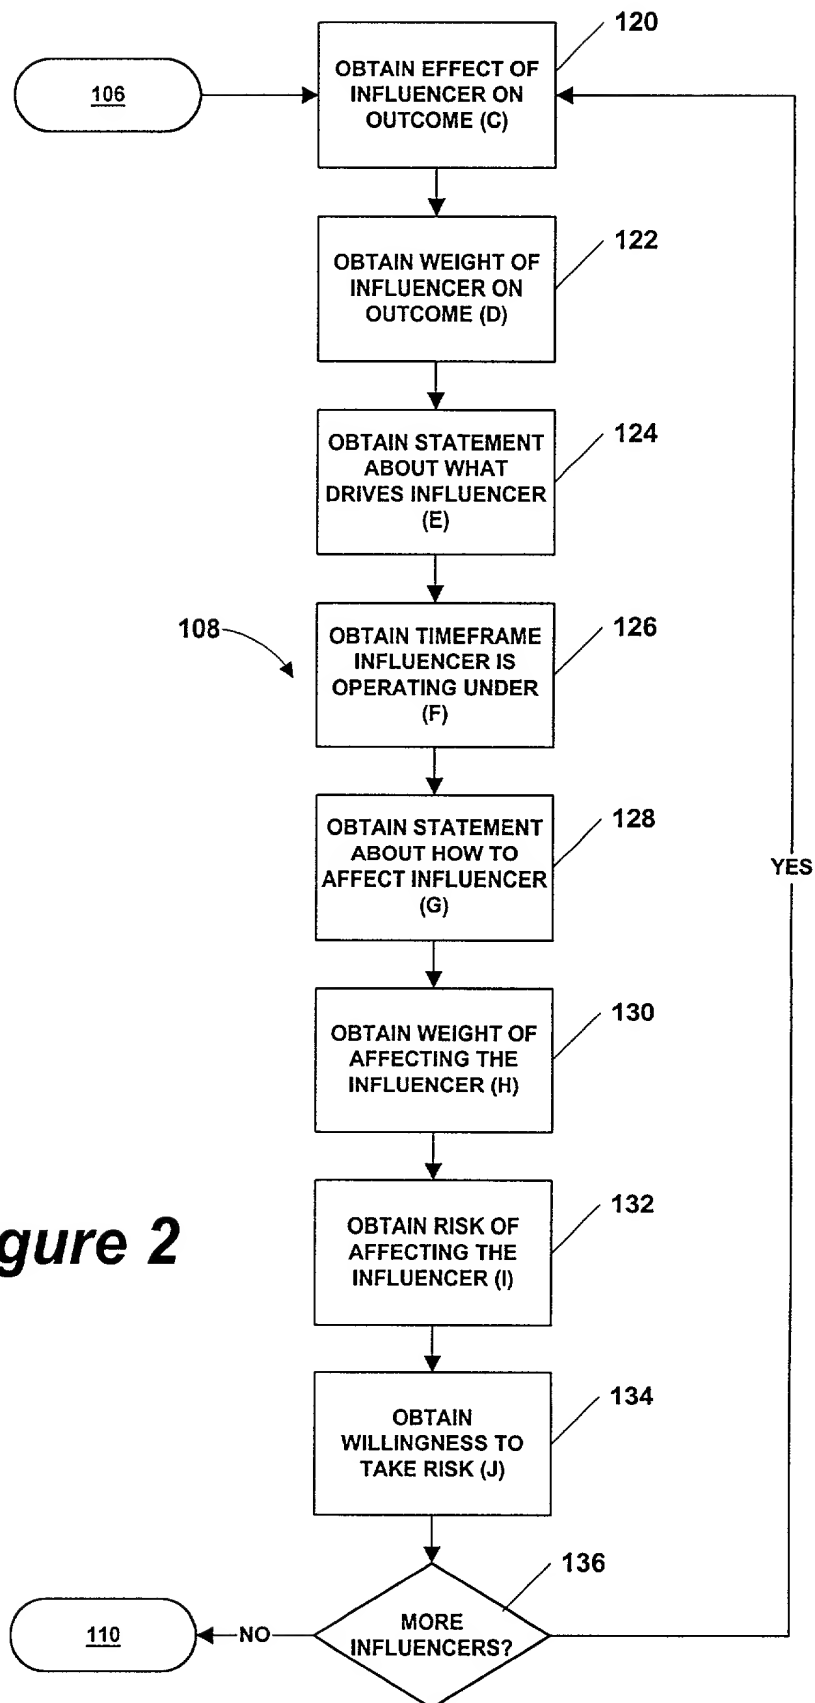 120
106
OBTAIN EFFECT OF
INFLUENCER ON
OUTCOME (C)
122
OBTAIN WEIGHT OF
INFLUENCER ON
OUTCOME (D)
124
OBTAIN STATEMENT
ABOUT WHAT
DRIVES INFLUENCER
(E)
108
126
OBTAIN TIMEFRAME
INFLUENCER IS
OPERATING UNDER
(F)
128
OBTAIN STATEMENT
ABOUT HOW TO
AFFECT INFLUENCER
(G)
YES
130
OBTAIN WEIGHT OF
AFFECTING THE
INFLUENCER (H)
132
OBTAIN RISK OF
AFFECTING THE
INFLUENCER (I)
gure 2
134
OBTAIN
WILLINGNESS TO
TAKE RISK (J)
136
MORE
INFLUENCERS?
NO
110